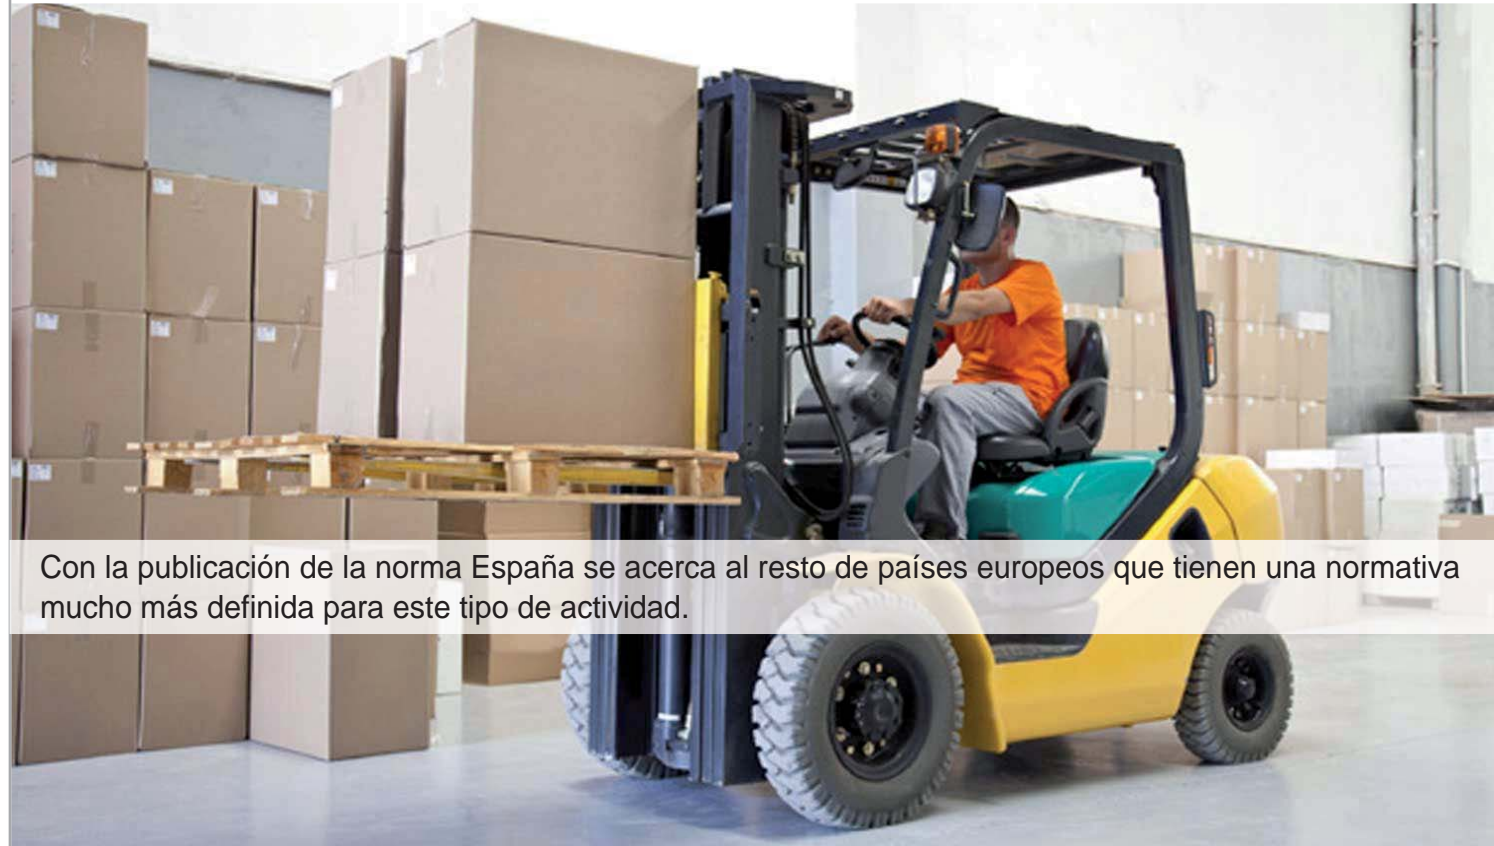 Con la publicación de la norma España se acerca al resto de países europeos que tienen una normativa
mucho más definida para este tipo de actividad.